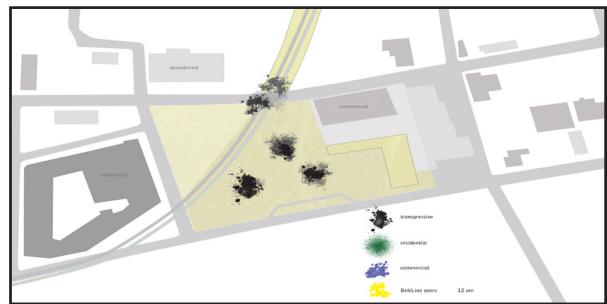 abandoned
commercial
residential
transgressive
residential
commercial
BeltLine users 12 am